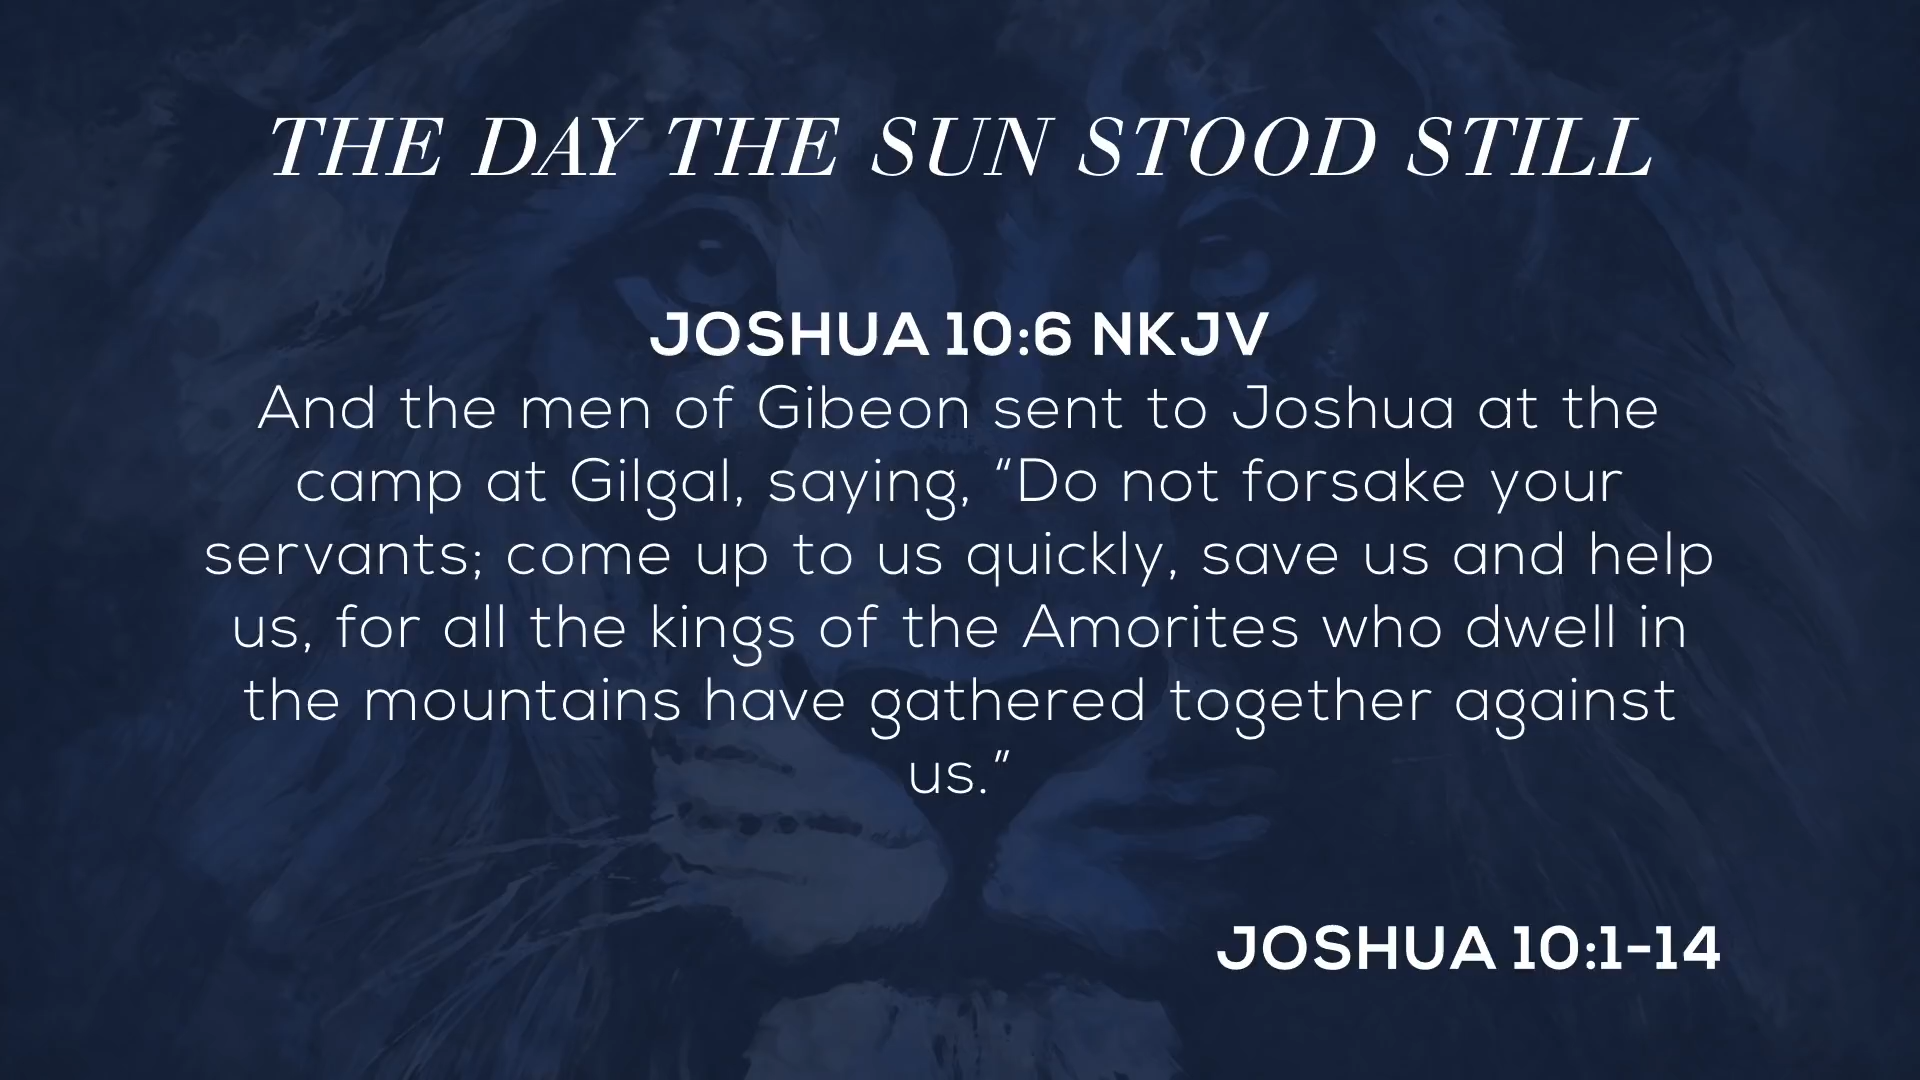 THE DAY THE SUN STOOD STILL
JOSHUA 10:6 NKJV
And the men of Gibeon sent to Joshua at the
camp at Gilgal, saying, “Do not forsake your
servants; come up to us quickly, save us and help
us, for all the kings of the Amorites who dwell in
the mountains have gathered together against
us.”
JOSHUA 10:1-14